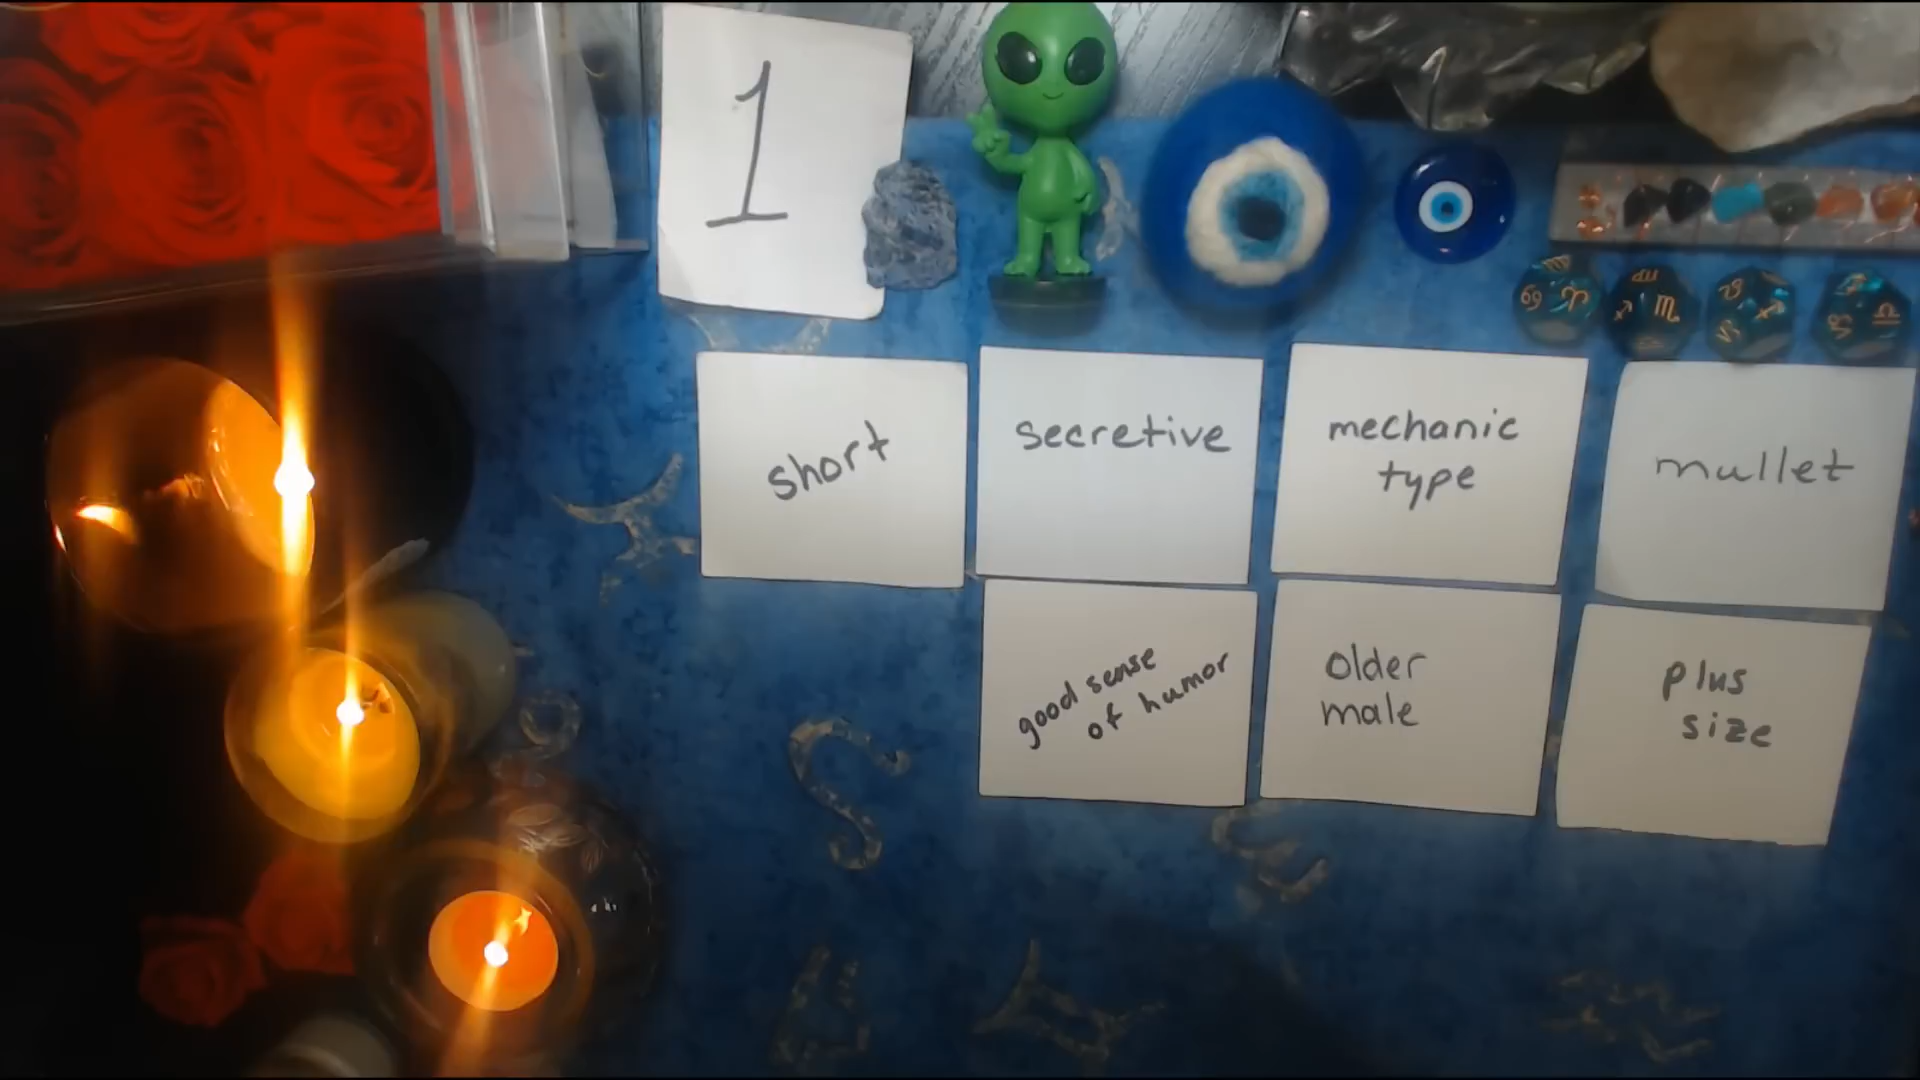 1
short
secretive
mechanic
type
mullet
good sense
of humor
older
male
plus
size